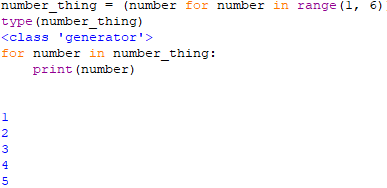 number_thing = (number for number in range(1, 6)
type(number_thing)
<class 'generator'>
for number in number_thing:
    print(number)
1
2
3
4
5